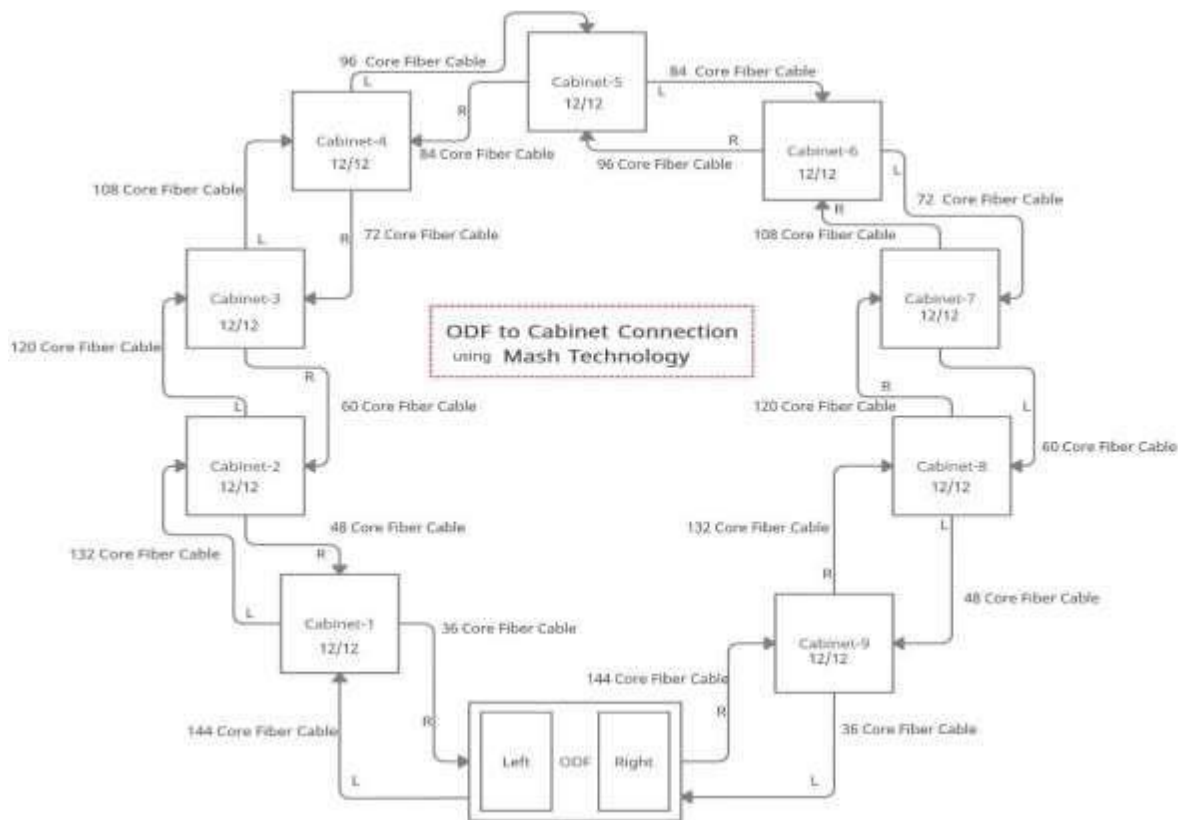 96 Core Fiber Cable
L
Cabinet-5
12/12
84 Core Fiber Cable
L
R
Cabinet-4
12/12
84 Core Fiber Cable
R
96 Core Fiber Cable
Cabinet-6
12/12
L
108 Core Fiber Cable
L
R
72 Core Fiber Cable
72 Core Fiber Cable
R
108 Core Fiber Cable
Cabinet-3
12/12
Cabinet-7
12/12
ODF to Cabinet Connection
using Mash Technology
120 Core Fiber Cable
R
L
60 Core Fiber Cable
R
120 Core Fiber Cable
L
60 Core Fiber Cable
Cabinet-2
12/12
Cabinet-8
12/12
48 Core Fiber Cable
R
132 Core Fiber Cable
L
132 Core Fiber Cable
L
R
48 Core Fiber Cable
Cabinet-1
12/12
36 Core Fiber Cable
R
Cabinet-9
12/12
144 Core Fiber Cable
R
144 Core Fiber Cable
L
36 Core Fiber Cable
L
Left
ODF
Right